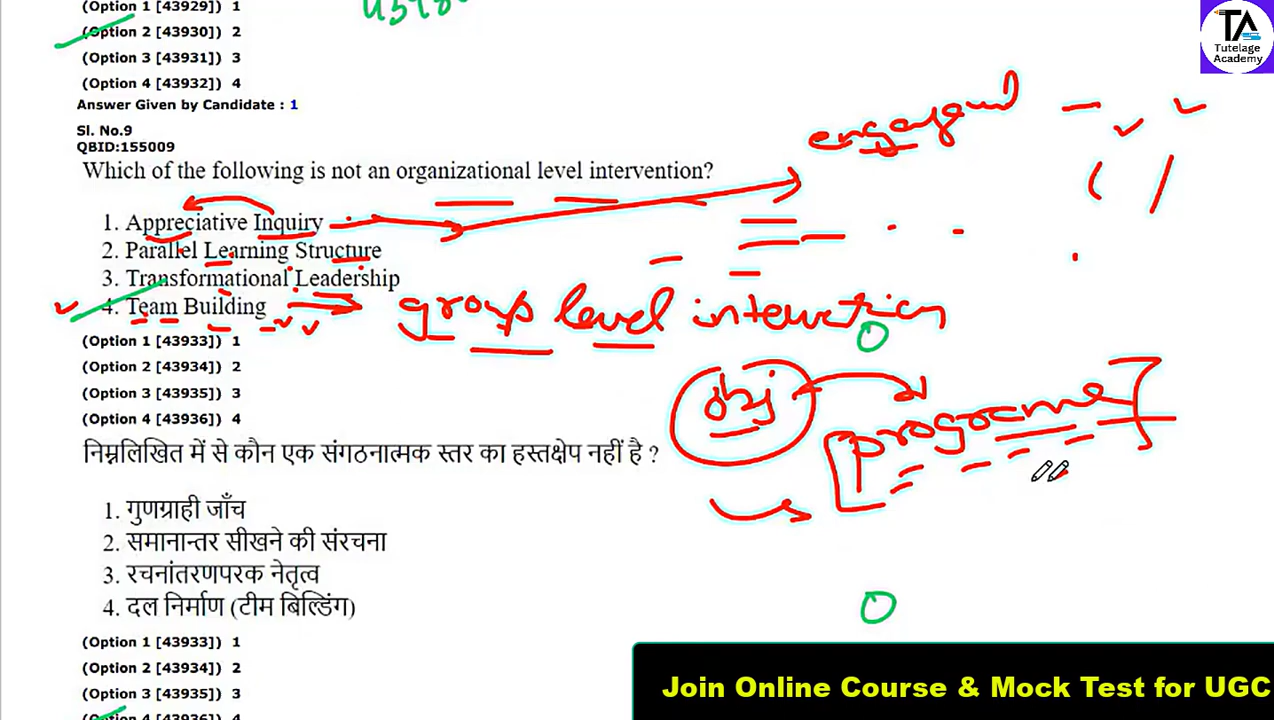 (Option 1 [43929]) 1
(Option 2 [43930]) 2
(Option 3 [43931]) 3
(Option 4 [43932]) 4
Answer Given by Candidate : 1
TA
Tutelage
Academy
Sl. No.9
QBID:155009
Which of the following is not an organizational level intervention?
1. Appreciative Inquiry
2. Parallel Learning Structure
3. Transformational Leadership
4. Team Building
group level
obj
programe
(Option 1 [43933]) 1
(Option 2 [43934]) 2
(Option 3 [43935]) 3
(Option 4 [43936]) 4
निम्नलिखित में से कौन एक संगठनात्मक स्तर का हस्तक्षेप नहीं है ?
1. गुणग्राही जाँच
2. समानान्तर सीखने की संरचना
3. रचनांतरणपरक नेतृत्व
4. दल निर्माण (टीम बिल्डिंग)
(Option 1 [43933]) 1
(Option 2 [43934]) 2
(Option 3 [43935]) 3
(Option 4 [43936]) 4
Join Online Course & Mock Test for UGC